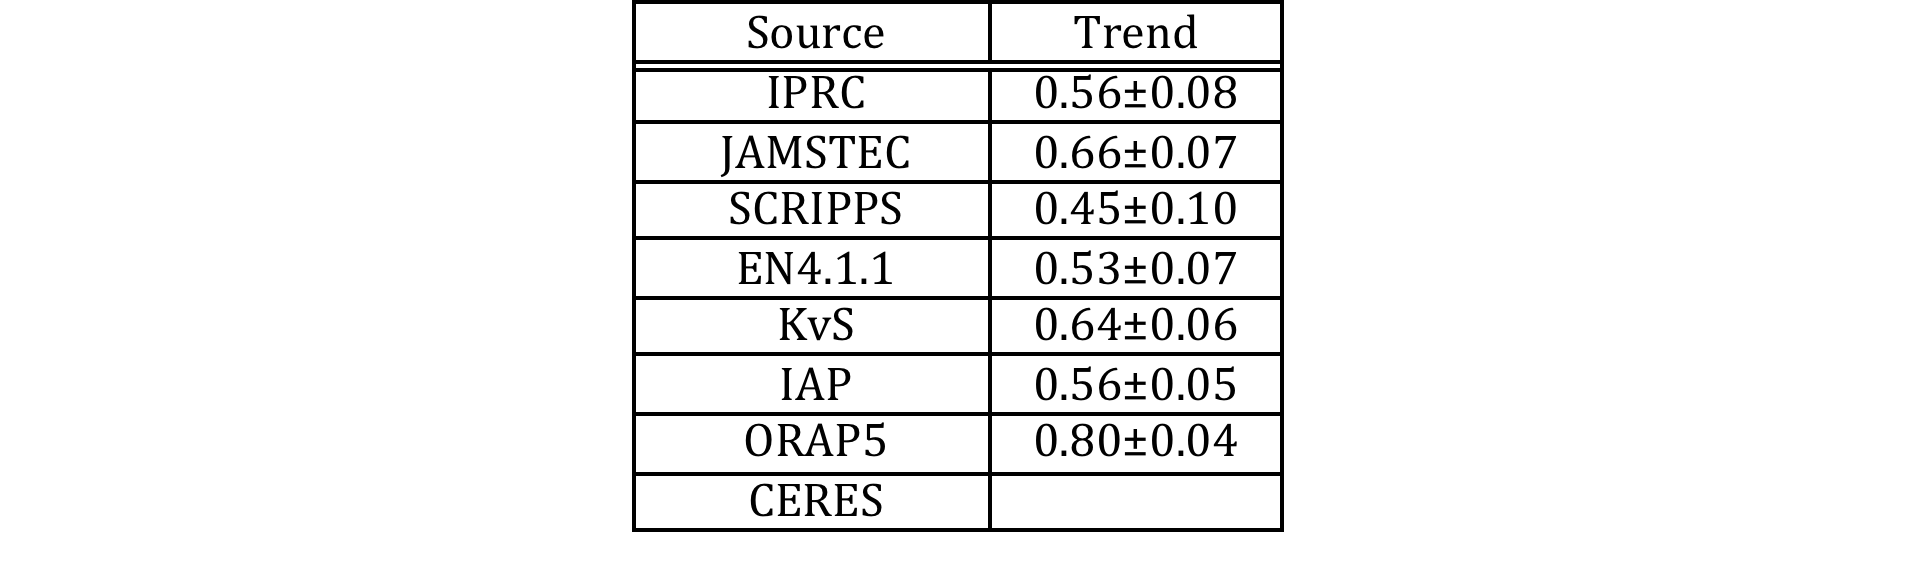 Source Trend
IPRC 0.56±0.08
JAMSTEC 0.66±0.07
SCRIPPS 0.45±0.10
EN4.1.1 0.53±0.07
KvS 0.64±0.06
IAP 0.56±0.05
ORAP5 0.80±0.04
CERES